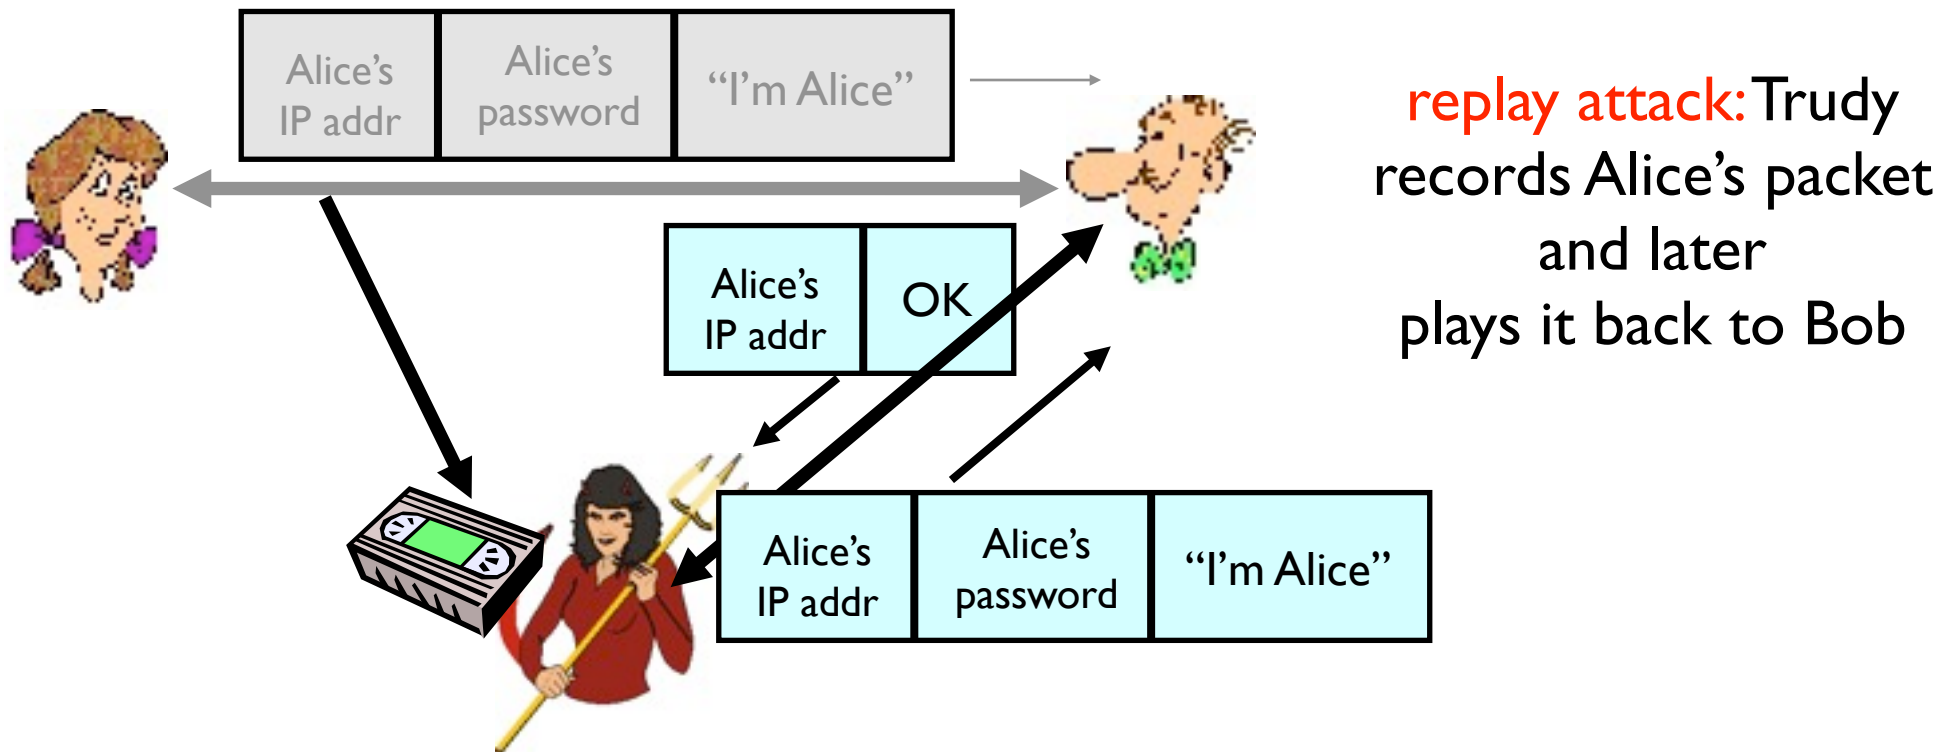 Alice’s
IP addr
Alice’s
password
“I’m Alice”
replay attack: Trudy
records Alice’s packet
and later
plays it back to Bob
Alice’s
IP addr
OK
Alice’s
IP addr
Alice’s
password
“I’m Alice”